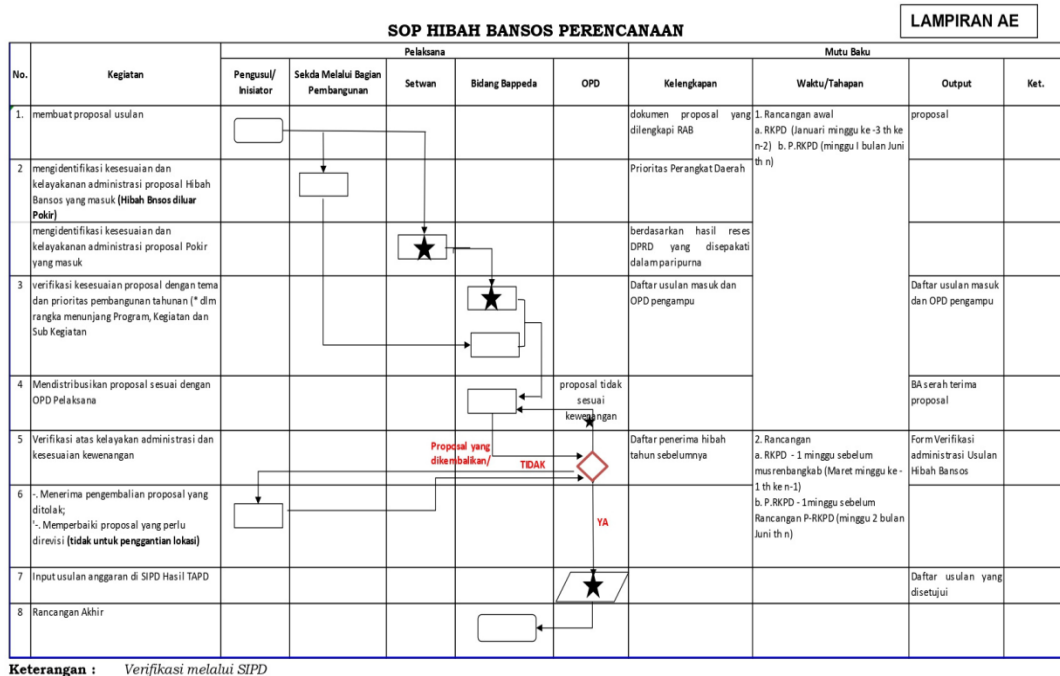 LAMPIRAN AE
SOP HIBAH BANSOS PERENCANAAN
No.
Kegiatan
Pelaksana
Mutu Baku
Pengusul/
Inisiator
Sekda Melalui Bagian
Pembangunan
Setwan
Bidang Bappeda
OPD
Kelengkapan
Waktu/Tahapan
Output
Ket.
1. membuat proposal usulan
dokumen proposal yang
dilengkapi RAB
1. Rancangan awal
a. RKPD (Januari minggu ke -3 th ke
n-2) b. P.RKPD (minggu I bulan Juni
th n)
proposal
2 mengidentifikasi kesesuaian dan
kelayakanan administrasi proposal Hibah
Bansos yang masuk (Hibah Bnsos diluar
Pokir)
Prioritas Perangkat Daerah
mengidentifikasi kesesuaian dan
kelayakanan administrasi proposal Pokir
yang masuk
berdasarkan hasil reses
DPRD yang disepakati
dalam paripurna
3 verifikasi kesesuaian proposal dengan tema
dan prioritas pembangunan tahunan (* dlm
rangka menunjang Program, Kegiatan dan
Sub Kegiatan
Daftar usulan masuk dan
OPD pengampu
Daftar usulan masuk
dan OPD pengampu
4 Mendistribusikan proposal sesuai dengan
OPD Pelaksana
proposal tidak
sesuai
kewenangan
BA serah terima
proposal
5 Verifikasi atas kelayakan administrasi dan
kesesuaian kewenangan
Proposal yang
dikembalikan/
TIDAK
Daftar penerima hibah
tahun sebelumnya
2. Rancangan
a. RKPD - 1 minggu sebelum
musrenbangkab (Maret minggu ke -
1 th ke n-1)
b. P.RKPD - 1minggu sebelum
Rancangan P-RKPD (minggu 2 bulan
Juni th n)
Form Verifikasi
administrasi Usulan
Hibah Bansos
6 -. Menerima pengembalian proposal yang
ditolak;
'-. Memperbaiki proposal yang perlu
direvisi (tidak untuk penggantian lokasi)
YA
7 Input usulan anggaran di SIPD Hasil TAPD
Daftar usulan yang
disetujui
8 Rancangan Akhir
Keterangan : Verifikasi melalui SIPD